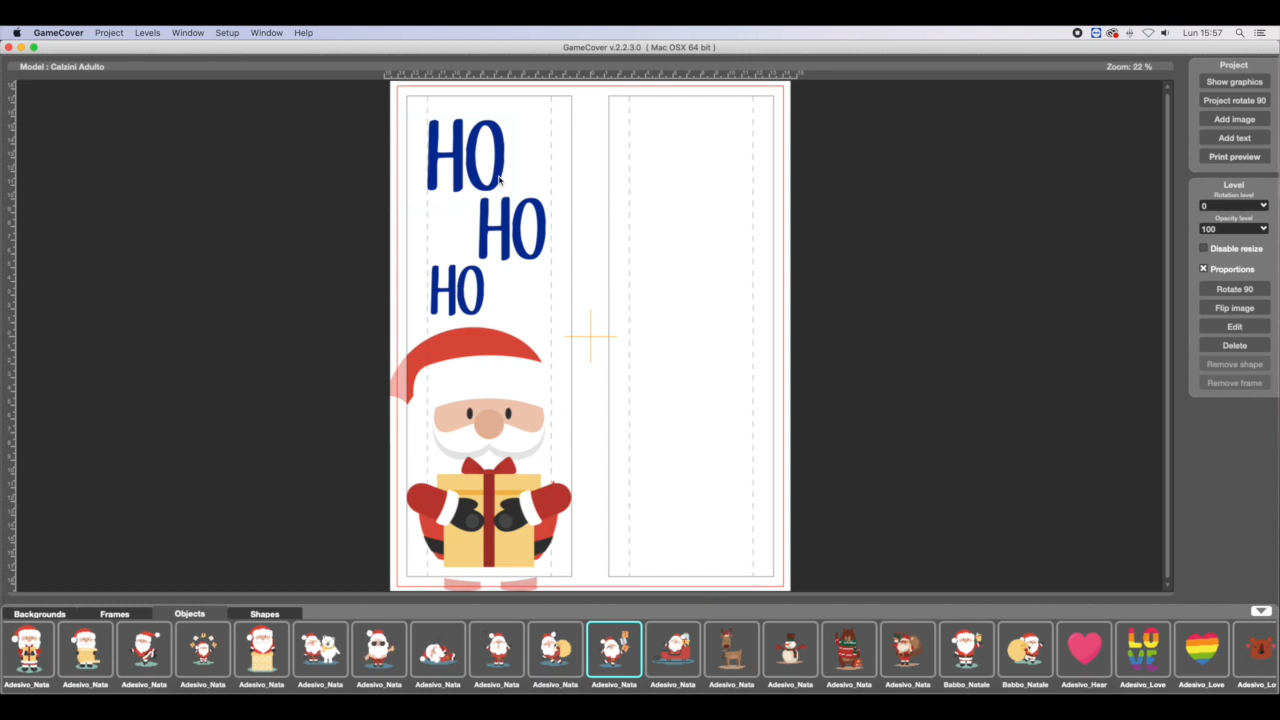 GameCover Project Levels Window Setup Window Help Lun 15:57
GameCover v.2.2.3.0 ( Mac OSX 64 bit )
Model : Calzini Adulto
Zoom: 22 %
HO
HO
HO
Project
Show graphics
Project rotate 90
Add image
Add text
Print preview
Level
Rotation level
0
Opacity level
100
Disable resize
Proportions
Rotate 90
Flip image
Edit
Delete
Remove shape
Remove frame
Backgrounds Frames Objects Shapes
LOVE
Adesivo_Nata Adesivo_Nata Adesivo_Nata Adesivo_Nata Adesivo_Nata Adesivo_Nata Adesivo_Nata Adesivo_Nata Adesivo_Nata Adesivo_Nata Adesivo_Nata Adesivo_Nata Adesivo_Nata Adesivo_Nata Adesivo_Nata Adesivo_Nata Babbo_Natale Babbo_Natale Adesivo_Hear Adesivo_Love Adesivo_Love Adesivo_Lo